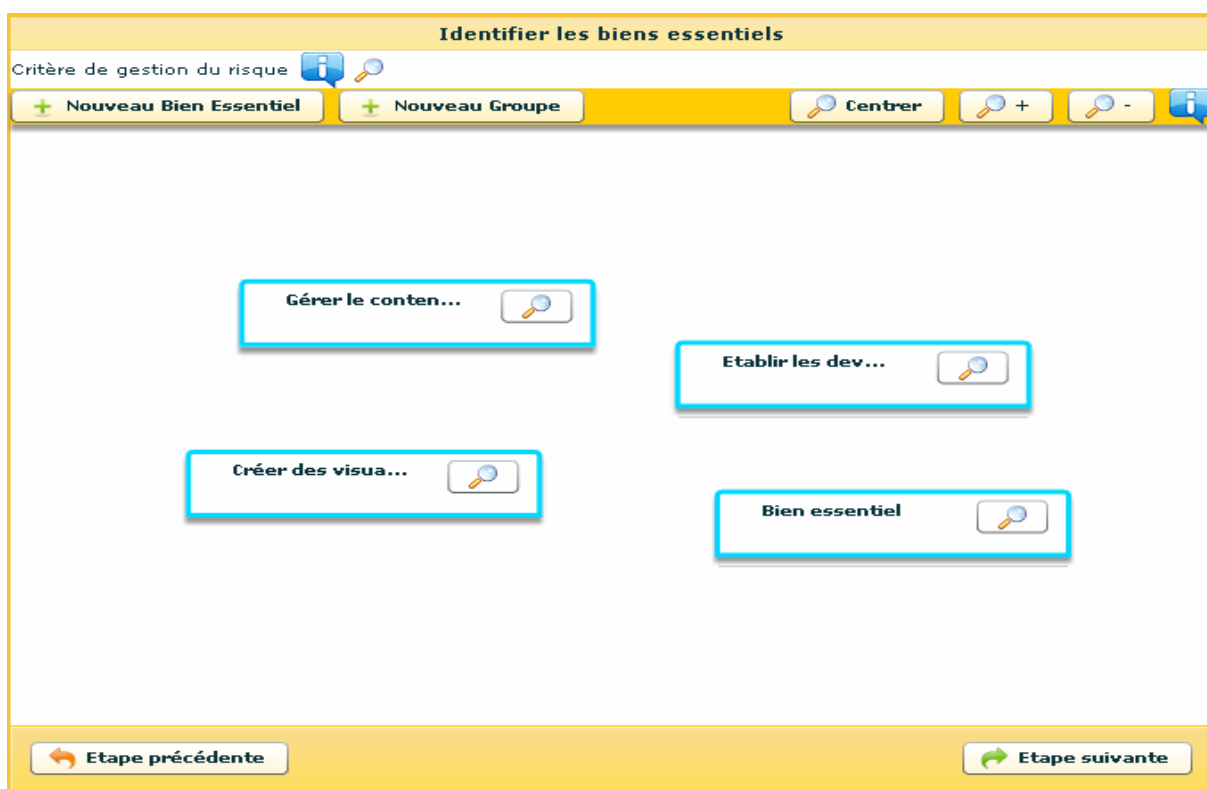 Identifier les biens essentiels
Critère de gestion du risque
Nouveau Bien Essentiel Nouveau Groupe Centrer + -
Gérer le conten...
Etablir les dev...
Créer des visua...
Bien essentiel
Etape précédente Etape suivante